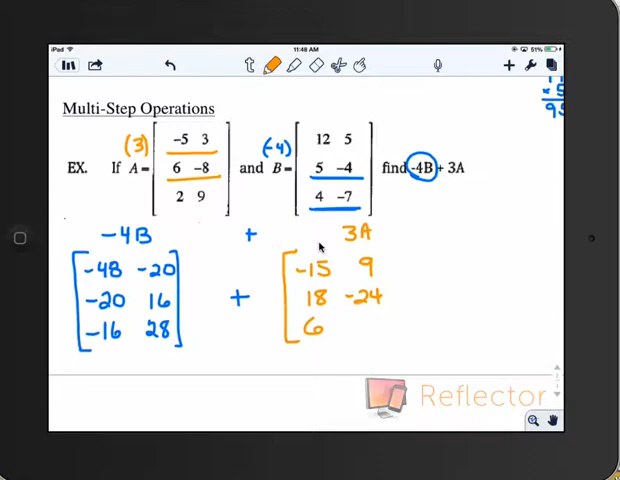 iPad 11:48 AM 51%
t
Multi-Step Operations
× 5
95
(3) (-4)
-5 3 12 5
EX. If A = 6 -8 and B = 5 -4 find -4B + 3A
2 9 4 -7
-4B + 3A
-48 -20 -15 9
-20 16 + 18 -24
-16 28 6
Reflector